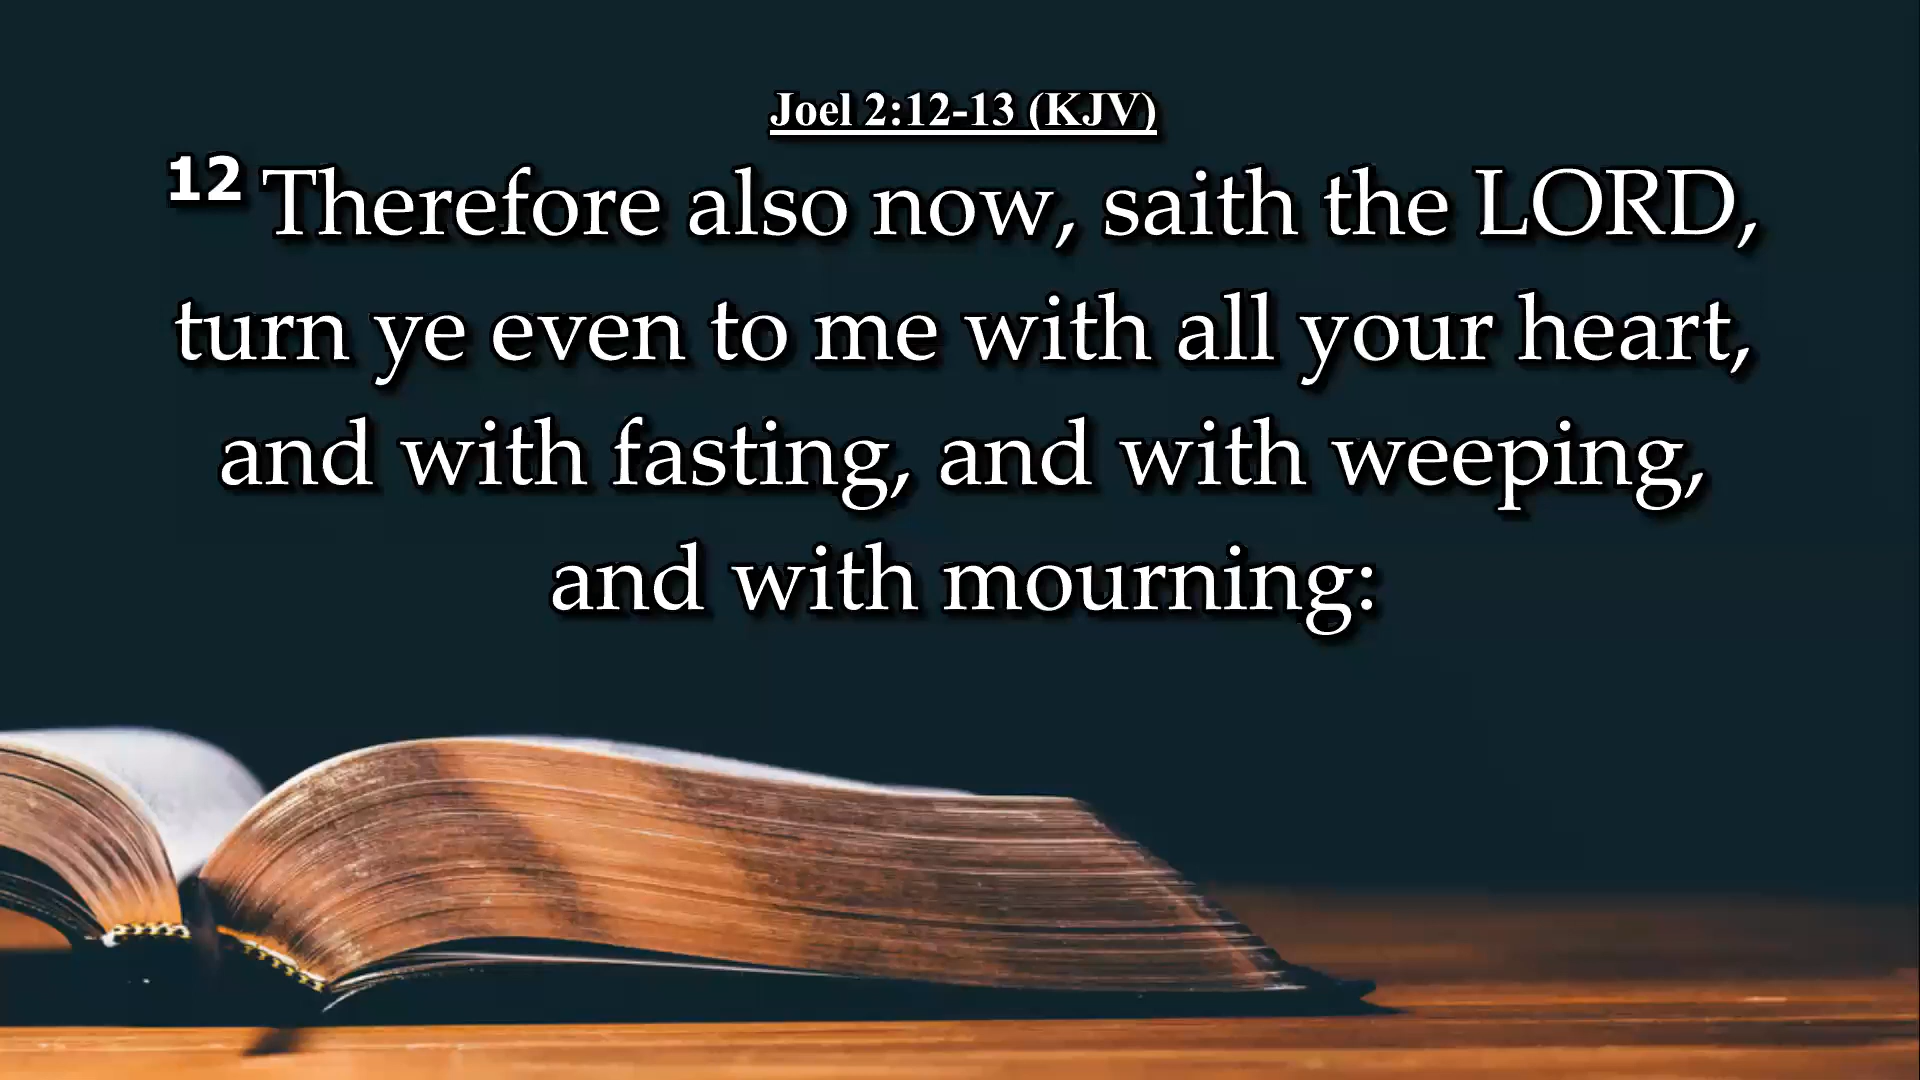 Joel 2:12-13 (KJV)
12 Therefore also now, saith the LORD,
turn ye even to me with all your heart,
and with fasting, and with weeping,
and with mourning: